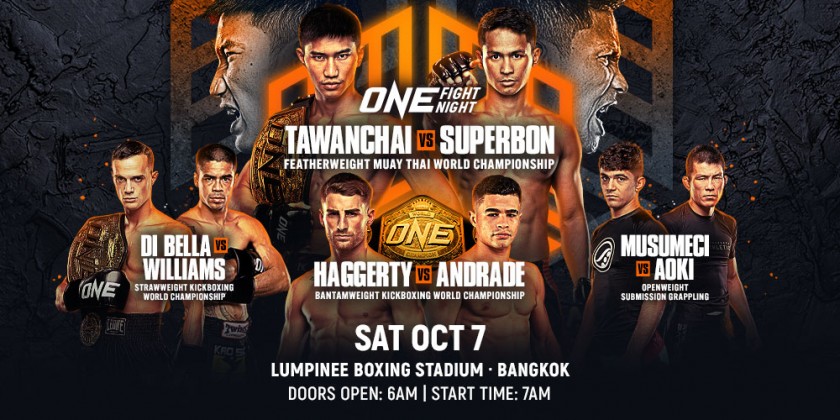 ONE FIGHT NIGHT
TAWANCHAI VS SUPERBON
FEATHERWEIGHT MUAY THAI WORLD CHAMPIONSHIP
DI BELLA VS
WILLIAMS
STRAWWEIGHT KICKBOXING
WORLD CHAMPIONSHIP
ONE
ONE
HAGGERTY VS ANDRADE
BANTAMWEIGHT KICKBOXING WORLD CHAMPIONSHIP
MUSUMECI
VS AOKI
OPENWEIGHT
SUBMISSION GRAPPLING
SAT OCT 7
LUMPINEE BOXING STADIUM · BANGKOK
DOORS OPEN: 6AM | START TIME: 7AM